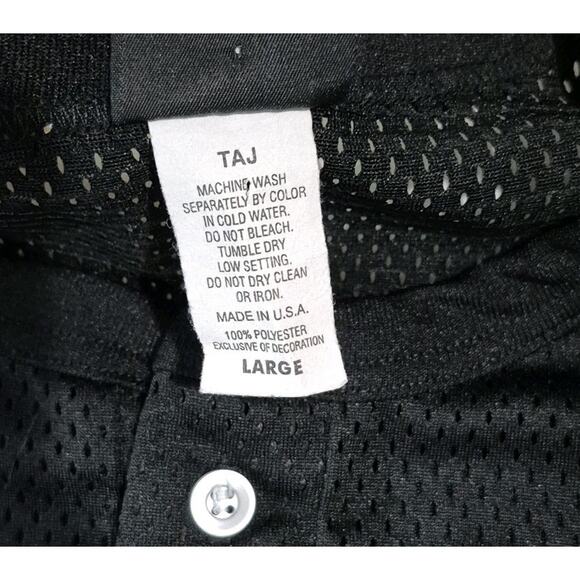 TAJ
MACHINE WASH
SEPARATELY BY COLOR
IN COLD WATER.
DO NOT BLEACH.
TUMBLE DRY
LOW SETTING.
DO NOT DRY CLEAN
OR IRON.
MADE IN U.S.A.
100% POLYESTER
EXCLUSIVE OF DECORATION
LARGE